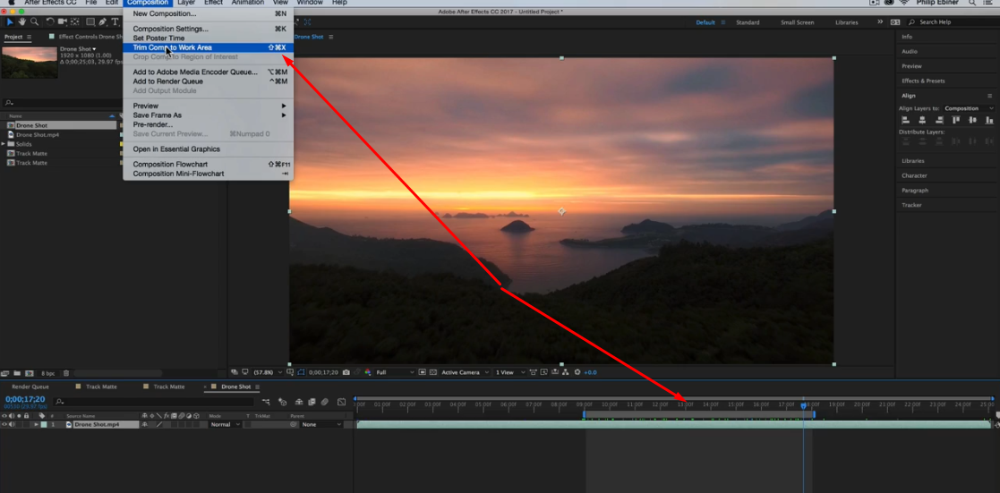 After Effects CC File Edit Composition Layer Effect Animation View Window Help Philip Ebiner
Adobe After Effects CC 2017 - Untitled Project *
Default Standard Small Screen Libraries Search Help
Project Effect Controls Drone Sh
Drone Shot
1920 x 1080 (1.00)
Δ 0;00;25;03, 29.97 fps
Name
Drone Shot
Drone Shot.mp4
Solids
Track Matte
Track Matte
8 bpc
New Composition... ⌘N
Composition Settings... ⌘K
Set Poster Time
Trim Comp to Work Area ⇧⌘X
Crop Comp to Region of Interest
Add to Adobe Media Encoder Queue... ⌥⌘M
Add to Render Queue ^⌘M
Add Output Module
Preview
Save Frame As
Pre-render...
Save Current Preview... ⌘Numpad 0
Open in Essential Graphics
Composition Flowchart ⇧⌘F11
Composition Mini-Flowchart
Drone Shot
Info
Audio
Preview
Effects & Presets
Align
Align Layers to: Composition
Distribute Layers:
Libraries
Character
Paragraph
Tracker
(57.8%) 0;00;17;20 Full Active Camera 1 View +0.0
Render Queue Track Matte Track Matte Drone Shot
0;00;17;20
# Source Name Mode T TrkMat Parent
1 Drone Shot.mp4 Normal None
01:00f 02:00f 03:00f 04:00f 05:00f 06:00f 07:00f 08:00f 09:00f 10:00f 11:00f 12:00f 13:00f 14:00f 15:00f 16:00f 17:00f 19:00f 20:00f 21:00f 22:00f 23:00f 24:00f